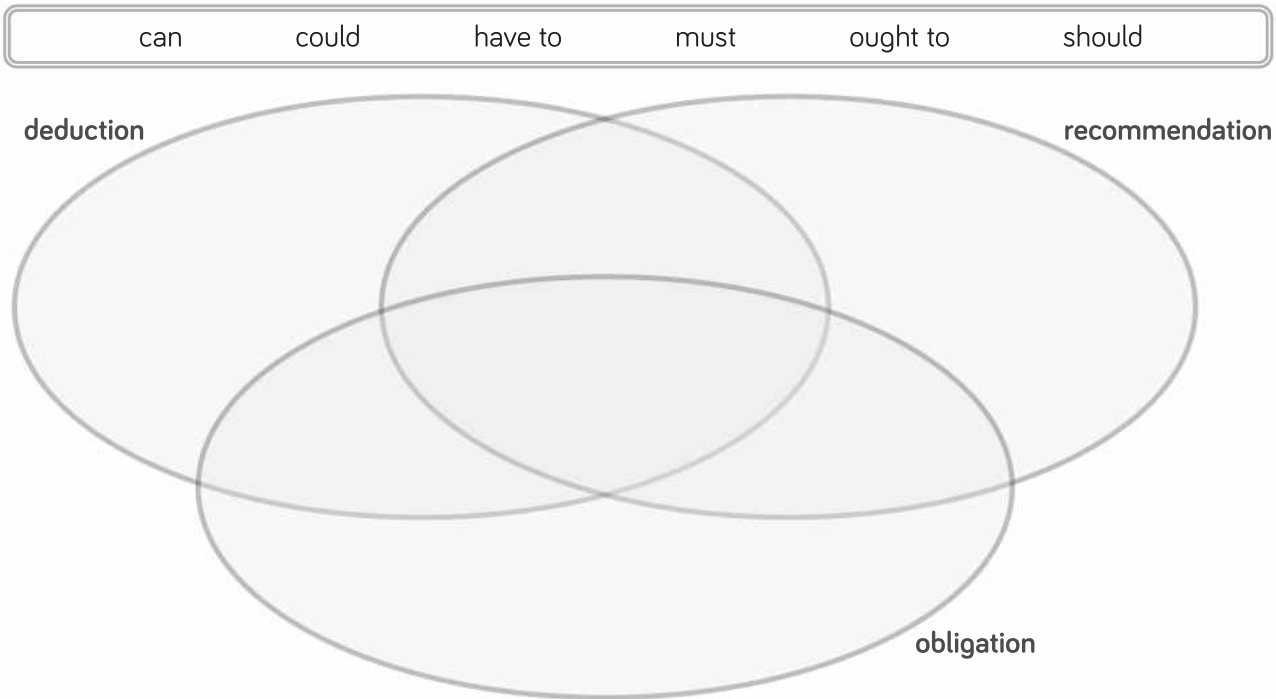 can could have to must ought to should
deduction recommendation
obligation